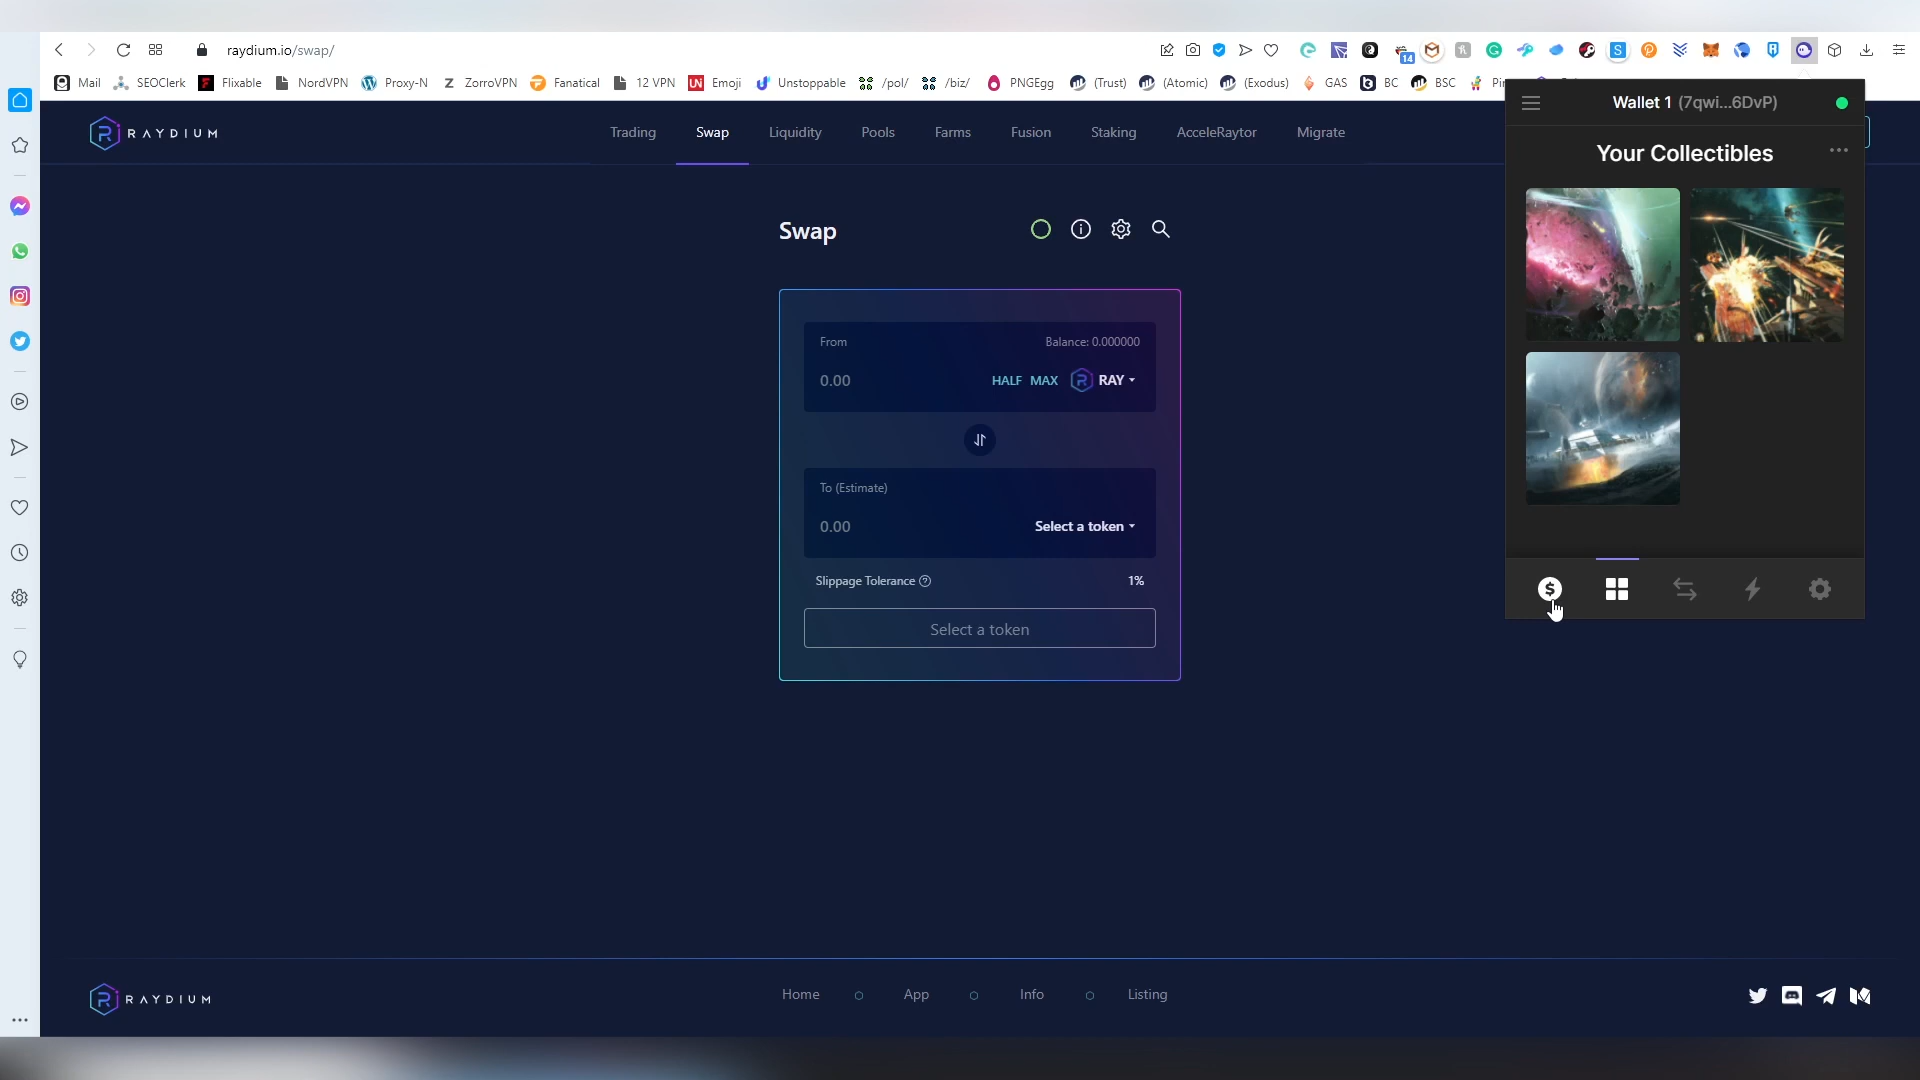 raydium.io/swap/
14
Mail SEOClerk Flixable NordVPN Proxy-N ZorroVPN Fanatical 12 VPN Emoji Unstoppable /pol/ /biz/ PNGEgg (Trust) (Atomic) (Exodus) GAS BC BSC
Wallet 1 (7qwi...6DvP)
RAYDIUM
Trading Swap Liquidity Pools Farms Fusion Staking AcceleRaytor Migrate
Your Collectibles
Swap
From Balance: 0.000000
0.00 HALF MAX RAY
To (Estimate)
0.00 Select a token
Slippage Tolerance 1%
Select a token
RAYDIUM
Home App Info Listing